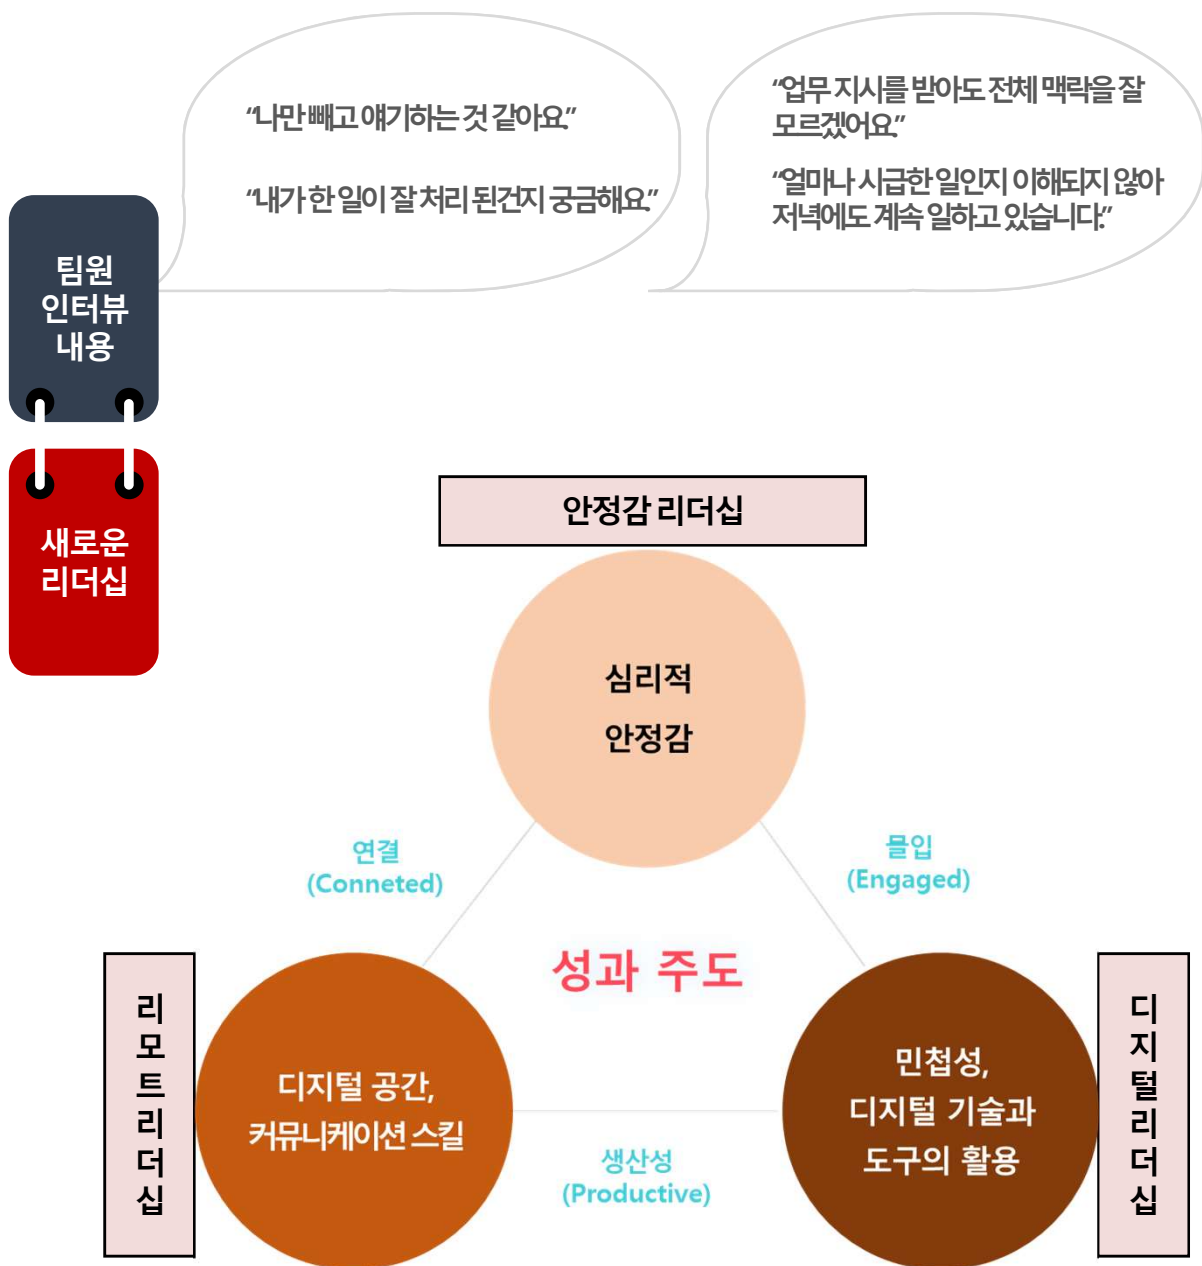 “나만 빼고 얘기하는 것 같아요.”
“내가 한 일이 잘 처리 된건지 궁금해요.”
“업무 지시를 받아도 전체 맥락을 잘
모르겠어요.”
“얼마나 시급한 일인지 이해되지 않아
저녁에도 계속 일하고 있습니다.”
팀원
인터뷰
내용
새로운
리더십
안정감 리더십
심리적
안정감
연결
(Conneted)
몰입
(Engaged)
성과 주도
리모트리더십
디지털 공간,
커뮤니케이션 스킬
민첩성,
디지털 기술과
도구의 활용
디지털리더십
생산성
(Productive)